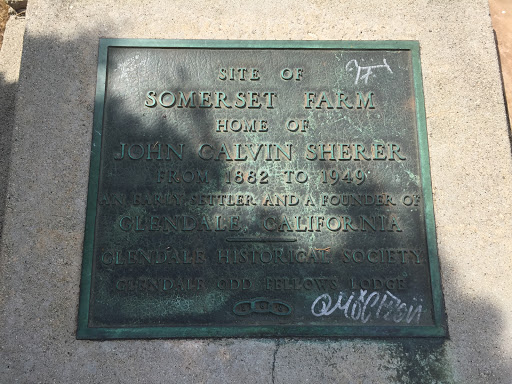 SITE OF
SOMERSET FARM
HOME OF
JOHN CALVIN SHERER
FROM 1882 TO 1949
AN EARLY SETTLER AND A FOUNDER OF
GLENDALE, CALIFORNIA
GLENDALE HISTORICAL SOCIETY
GLENDALE ODD FELLOWS LODGE